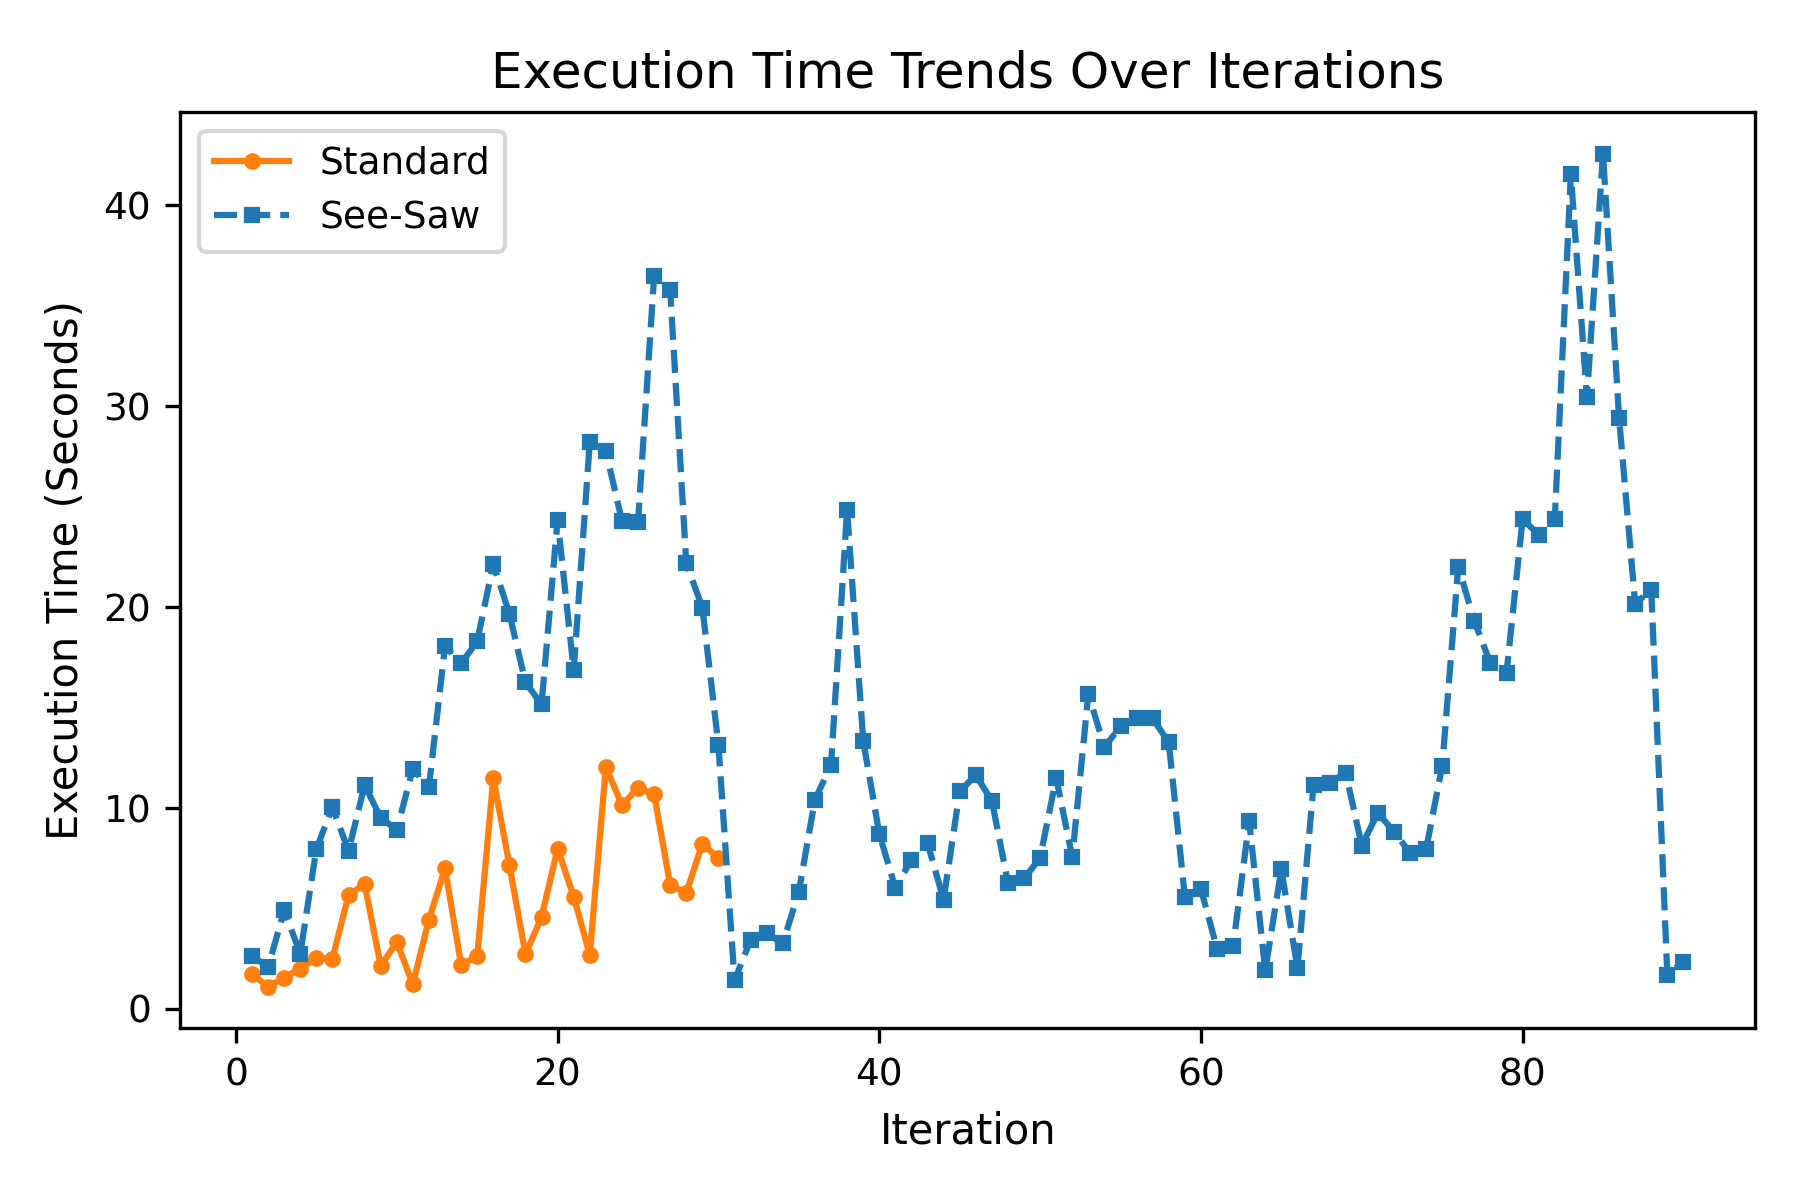 Execution Time Trends Over Iterations
Standard
See-Saw
Execution Time (Seconds)
40
30
20
10
0
0 20 40 60 80
Iteration